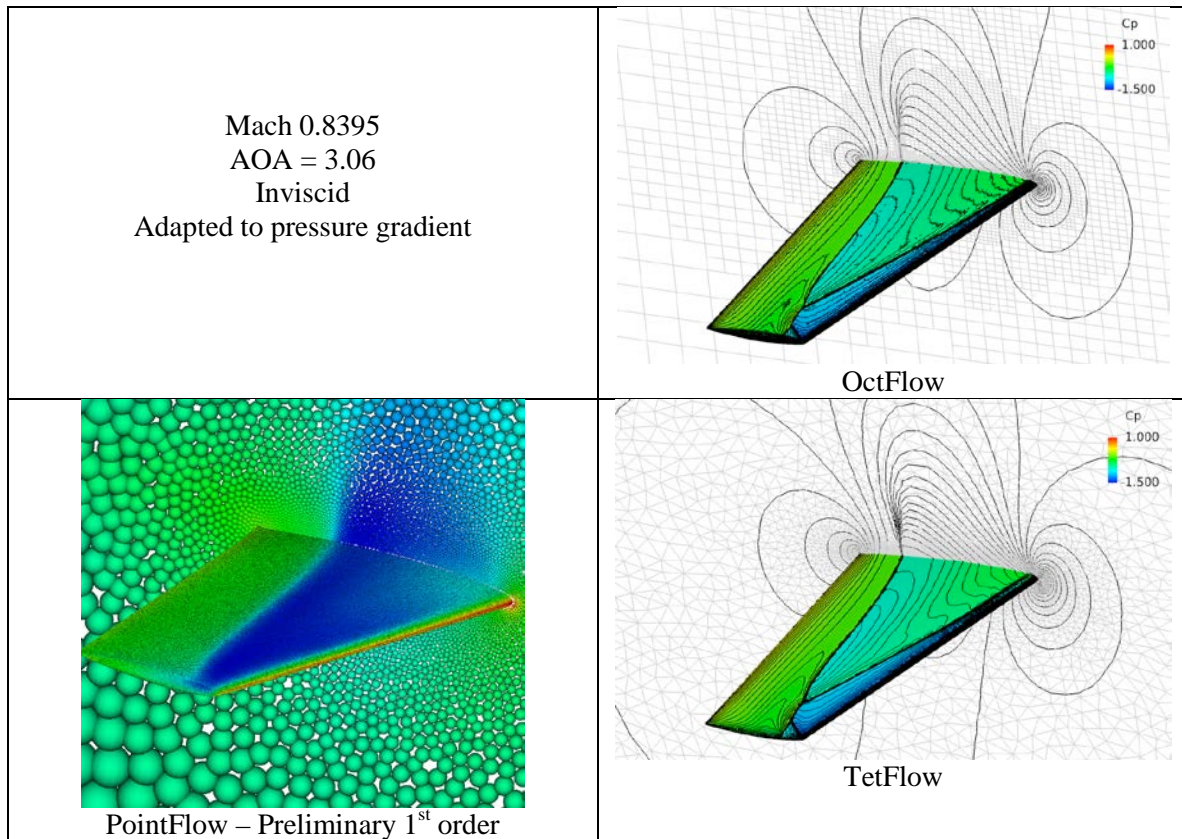 Mach 0.8395
AOA = 3.06
Inviscid
Adapted to pressure gradient
Cp
1.000
-1.500
OctFlow
PointFlow – Preliminary 1st order
Cp
1.000
-1.500
TetFlow